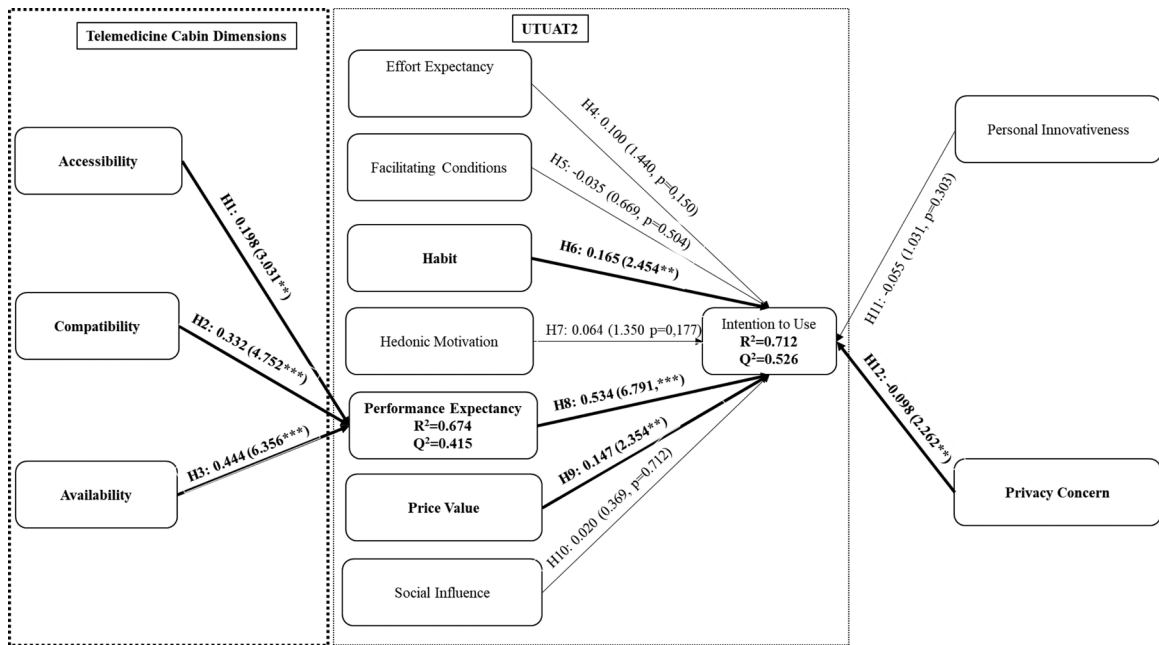 Telemedicine Cabin Dimensions
Accessibility
Compatibility
Availability
H1: 0.198 (3.031**)
H2: 0.332 (4.752***)
H3: 0.444 (6.356***)
UTUAT2
Effort Expectancy
Facilitating Conditions
Habit
Hedonic Motivation
Performance Expectancy
R²=0.674
Q²=0.415
Price Value
Social Influence
H4: 0.100 (1.440, p=0,150)
H5: -0.035 (0.669, p=0.504)
H6: 0.165 (2.454**)
H7: 0.064 (1.350 p=0,177)
H8: 0.534 (6.791,***)
H9: 0.147 (2.354**)
H10: 0.020 (0.369, p=0.712)
Intention to Use
R²=0.712
Q²=0.526
Personal Innovativeness
H11: -0.055 (1.031, p=0.303)
H12: -0.098 (2.262**)
Privacy Concern